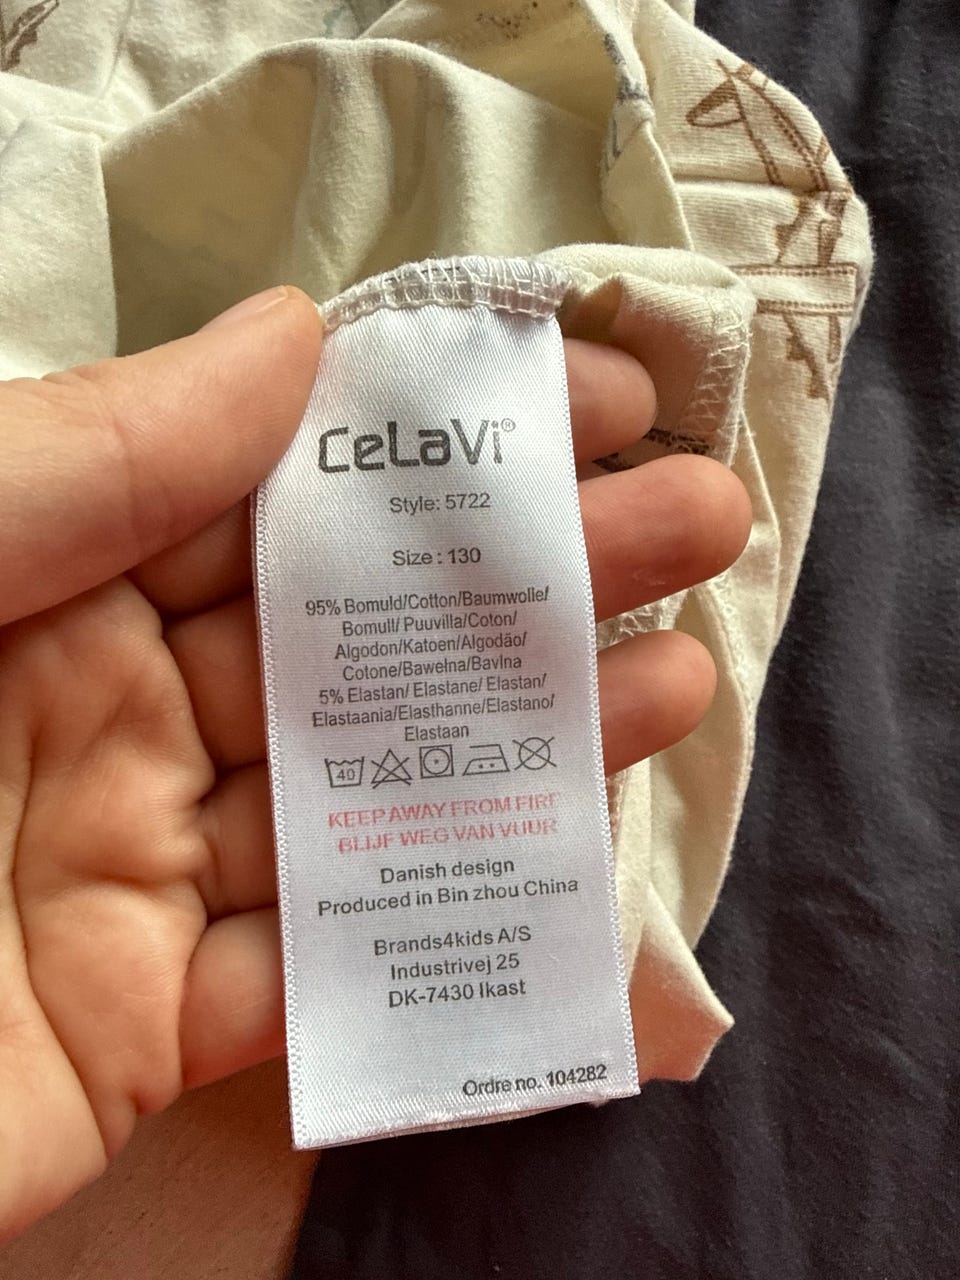 CeLaVi®
Style: 5722
Size : 130
95% Bomuld/Cotton/Baumwolle/
Bomull/ Puuvilla/Coton/
Algodon/Katoen/Algodão/
Cotone/Bawełna/Bavlna
5% Elastan/ Elastane/ Elastan/
Elastaania/Elasthanne/Elastano/
Elastaan
40
KEEP AWAY FROM FIRE
BLIJF WEG VAN VUUR
Danish design
Produced in Bin zhou China
Brands4kids A/S
Industrivej 25
DK-7430 Ikast
Ordre no. 104282